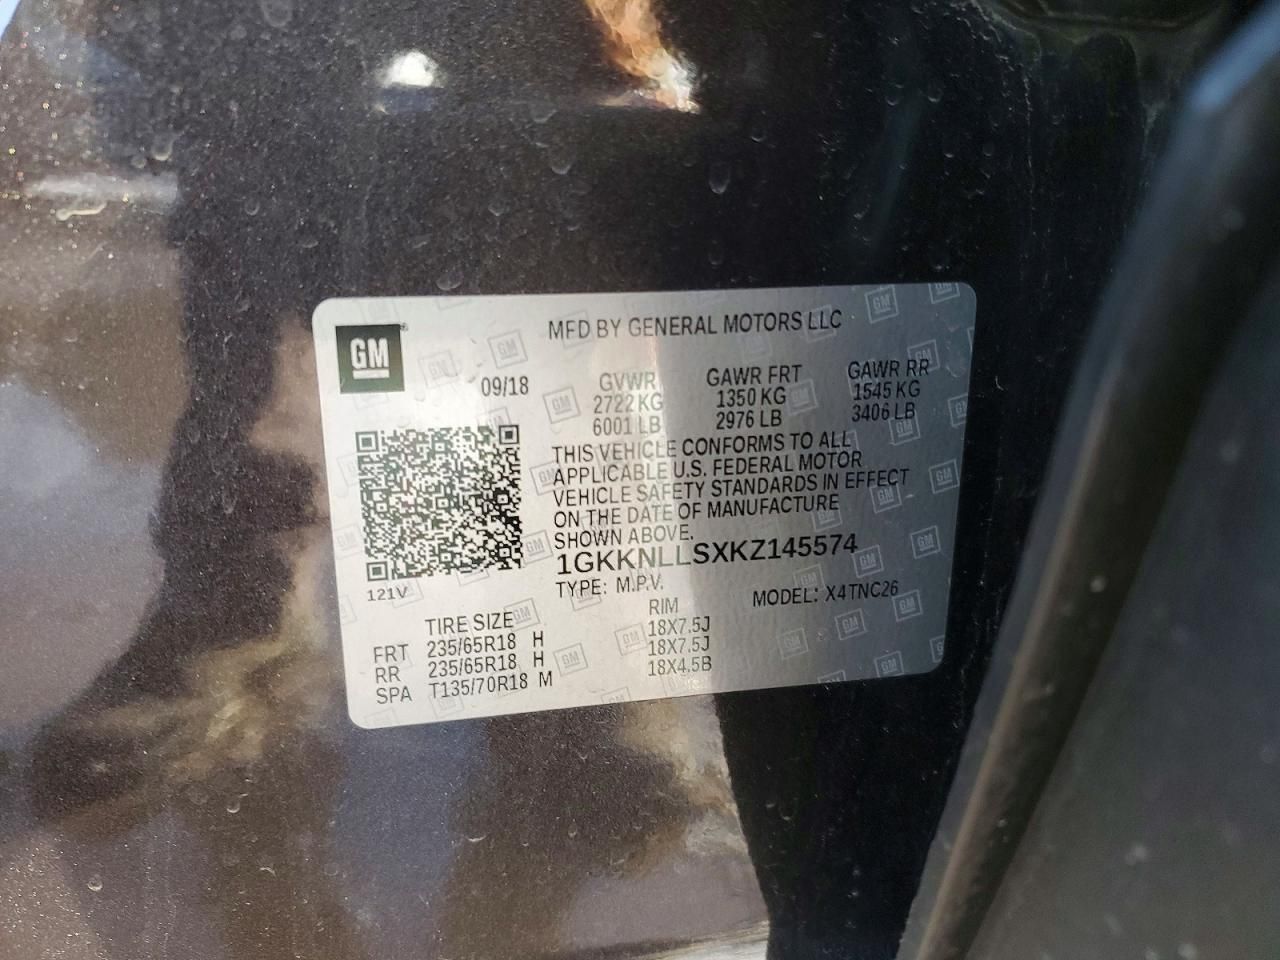 GM
MFD BY GENERAL MOTORS LLC
09/18
GVWR GAWR FRT GAWR RR
2722 KG 1350 KG 1545 KG
6001 LB 2976 LB 3406 LB
THIS VEHICLE CONFORMS TO ALL
APPLICABLE U.S. FEDERAL MOTOR
VEHICLE SAFETY STANDARDS IN EFFECT
ON THE DATE OF MANUFACTURE
SHOWN ABOVE.
1GKKNLLSXKZ145574
121V
TYPE: M.P.V. MODEL: X4TNC26
TIRE SIZE RIM
FRT 235/65R18 H 18X7.5J
RR 235/65R18 H 18X7.5J
SPA T135/70R18 M 18X4.5B